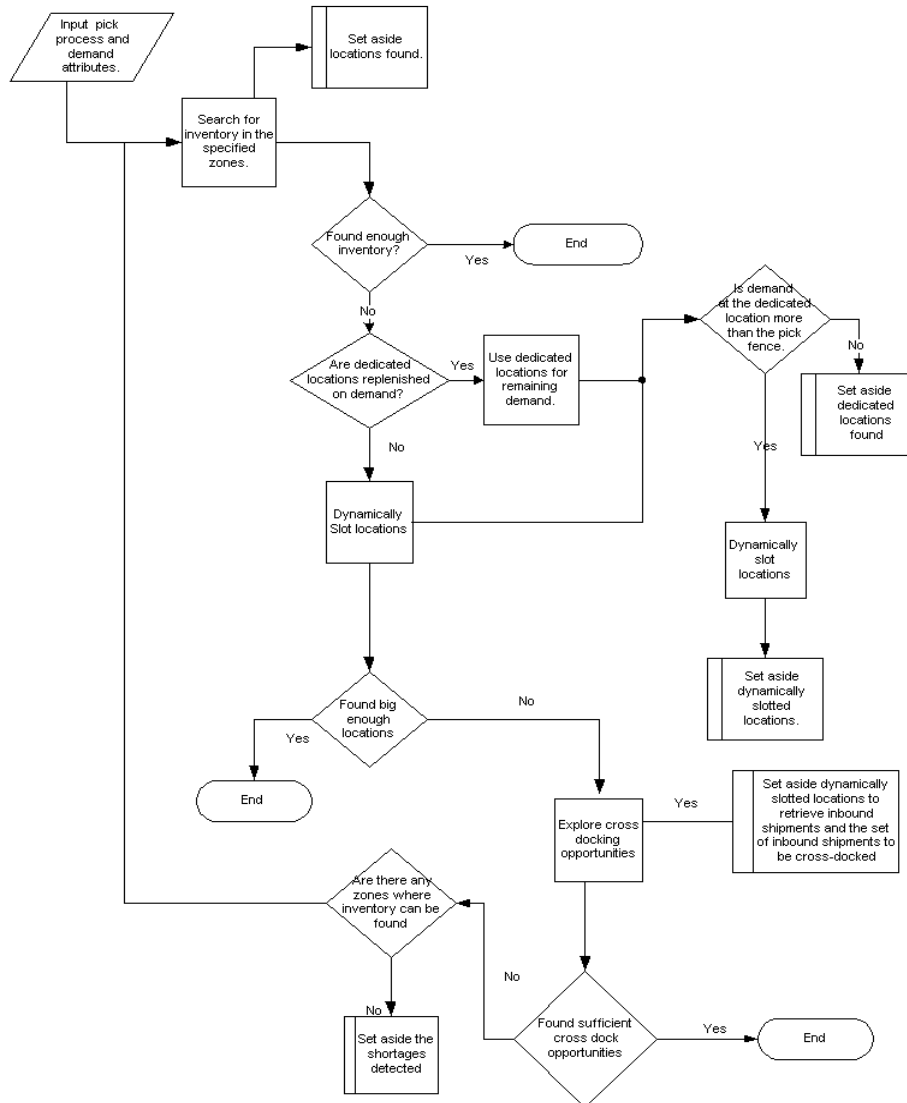 Input pick
process and
demand
attributes.
Set aside
locations found.
Search for
inventory in the
specified
zones.
Found enough
inventory?
Yes
End
No
Is demand
at the dedicated
location more
than the pick
fence.
No
Set aside
dedicated
locations
found
Are dedicated
locations replenished
on demand?
Yes
Use dedicated
locations for
remaining
demand.
No
Yes
Dynamically
Slot locations
Dynamically
slot
locations
Set aside
dynamically
slotted
locations.
Found big
enough
locations
No
Yes
End
Explore cross
docking
opportunities
Yes
Set aside dynamically
slotted locations to
retrieve inbound
shipments and the set
of inbound shipments to
be cross-docked
Are there any
zones where
inventory can be
found
No
No
Set aside the
shortages
detected
Found sufficient
cross dock
opportunities
Yes
End